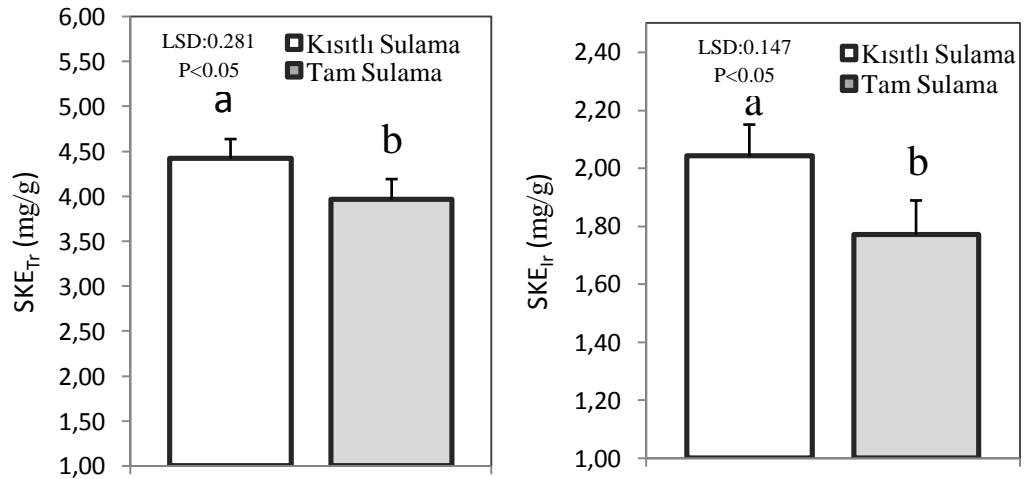 6,00
5,50
5,00
4,50
4,00
3,50
3,00
2,50
2,00
1,50
1,00
SKETr (mg/g)
LSD:0.281
P<0.05
Kısıtlı Sulama
Tam Sulama
a
b
2,40
2,20
2,00
1,80
1,60
1,40
1,20
1,00
SKEIr (mg/g)
LSD:0.147
P<0.05
Kısıtlı Sulama
Tam Sulama
a
b